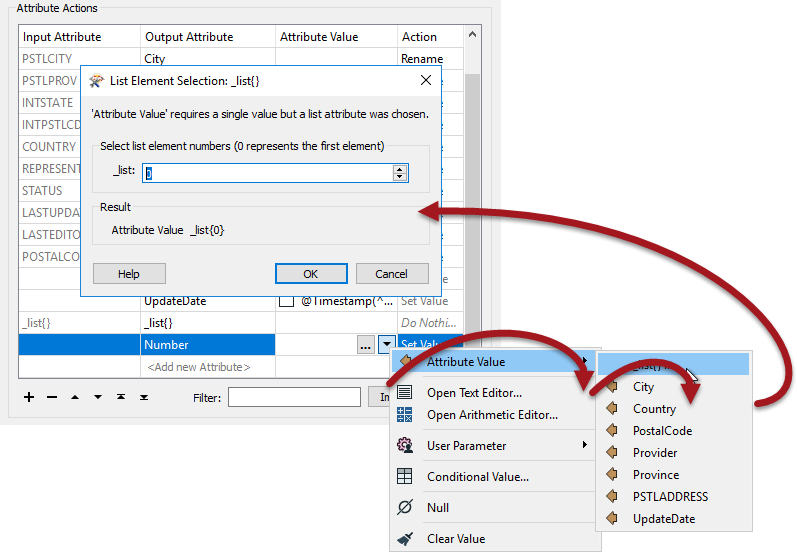 Attribute Actions
Input Attribute Output Attribute Attribute Value Action
PSTLCITY City Rename
PSTLPROV
INTSTATE
INTPSTLCD
COUNTRY
REPRESENT
STATUS
LASTUPDA
LASTEDITO
POSTALCO
List Element Selection: _list{}
'Attribute Value' requires a single value but a list attribute was chosen.
Select list element numbers (0 represents the first element)
_list: 0
Result
Attribute Value _list{0}
Help OK Cancel
UpdateDate @Timestamp(^... Set Value
_list{} _list{} Do Nothi...
Number ... Set Val
<Add new Attribute>
Filter: Im
Attribute Value
Open Text Editor...
Open Arithmetic Editor...
User Parameter
Conditional Value...
Null
Clear Value
_list{}
City
Country
PostalCode
Provider
Province
PSTLADDRESS
UpdateDate